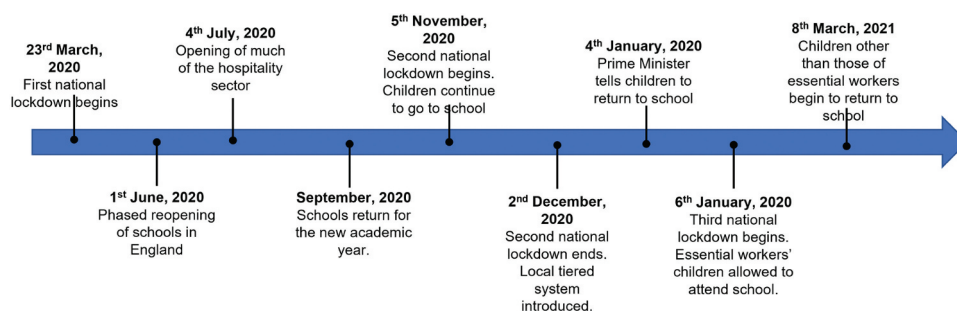 23rd March,
2020
First national
lockdown begins
1st June, 2020
Phased reopening
of schools in
England
4th July, 2020
Opening of much
of the hospitality
sector
September, 2020
Schools return for
the new academic
year.
5th November,
2020
Second national
lockdown begins.
Children continue
to go to school
2nd December,
2020
Second national
lockdown ends.
Local tiered
system
introduced.
4th January, 2020
Prime Minister
tells children to
return to school
6th January, 2020
Third national
lockdown begins.
Essential workers’
children allowed to
attend school.
8th March, 2021
Children other
than those of
essential workers
begin to return to
school